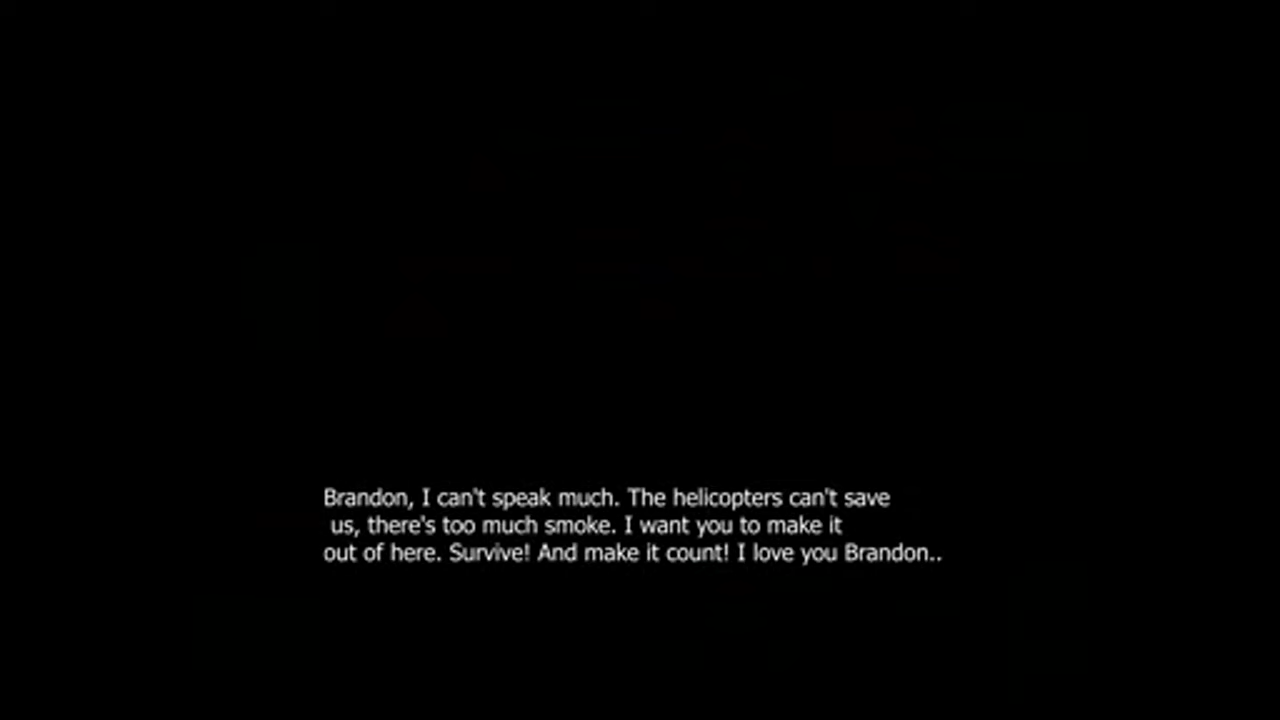 Brandon, I can't speak much. The helicopters can't save
us, there's too much smoke. I want you to make it
out of here. Survive! And make it count! I love you Brandon..